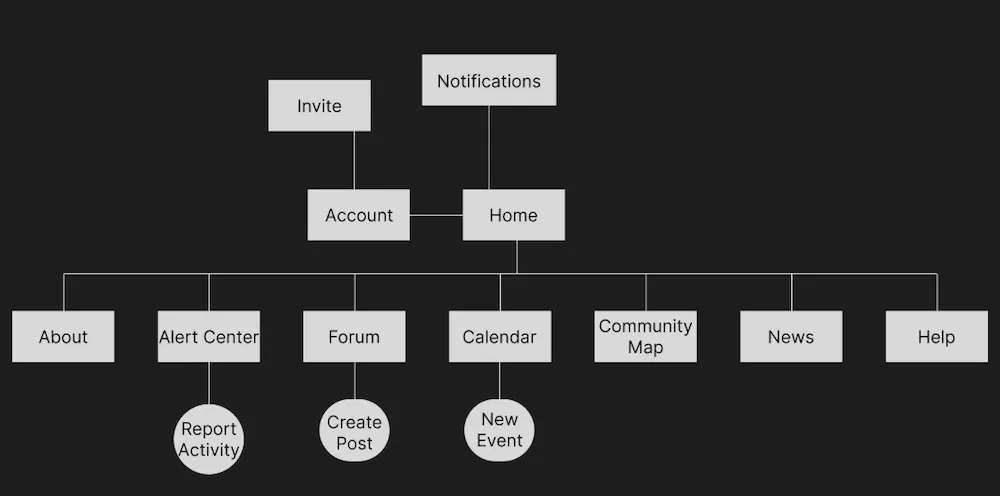 Notifications
Invite
Account
Home
About
Alert Center
Forum
Calendar
Community
Map
News
Help
Report
Activity
Create
Post
New
Event